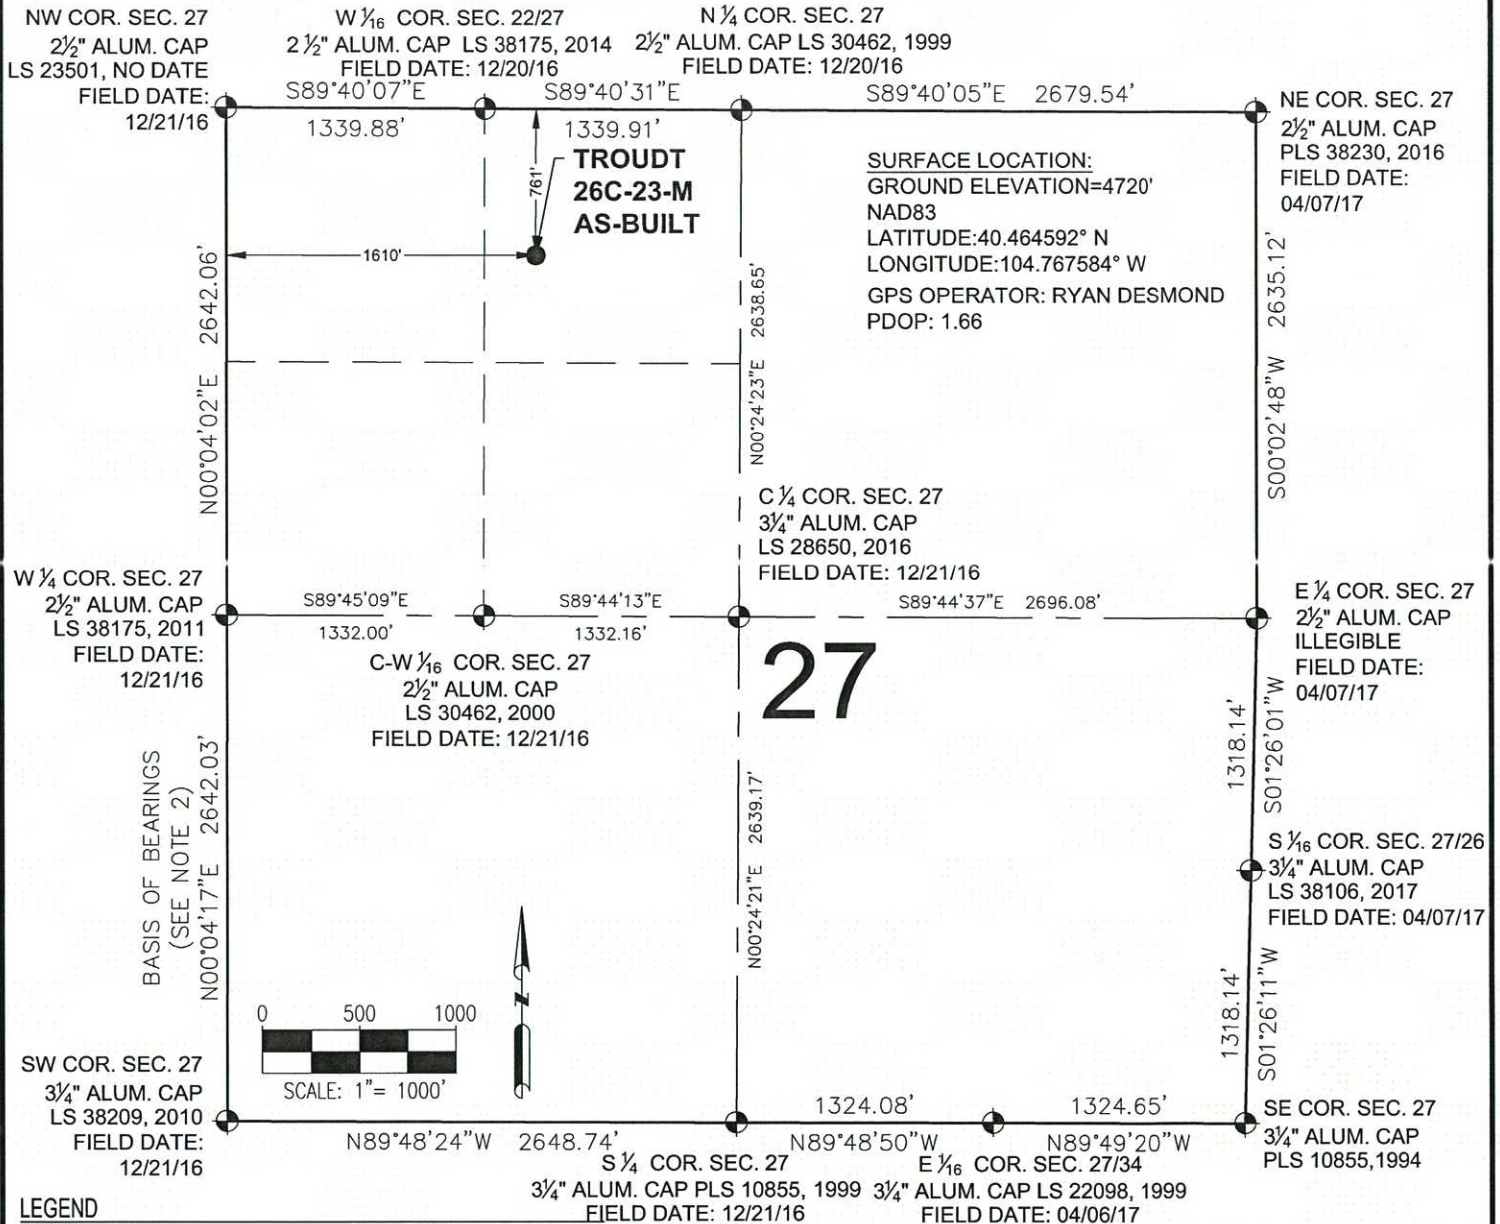 NW COR. SEC. 27
2½" ALUM. CAP
LS 23501, NO DATE
FIELD DATE:
12/21/16
W 1/16 COR. SEC. 22/27
2 ½" ALUM. CAP LS 38175, 2014
FIELD DATE: 12/20/16
N ¼ COR. SEC. 27
2½" ALUM. CAP LS 30462, 1999
FIELD DATE: 12/20/16
S89°40'07"E
1339.88'
S89°40'31"E
1339.91'
S89°40'05"E 2679.54'
NE COR. SEC. 27
2½" ALUM. CAP
PLS 38230, 2016
FIELD DATE:
04/07/17
TROUDT
26C-23-M
AS-BUILT
761'
1610'
SURFACE LOCATION:
GROUND ELEVATION=4720'
NAD83
LATITUDE:40.464592° N
LONGITUDE:104.767584° W
GPS OPERATOR: RYAN DESMOND
PDOP: 1.66
N00°04'02"E 2642.06'
N00°24'23"E 2638.65'
S00°02'48"W 2635.12'
C ¼ COR. SEC. 27
3¼" ALUM. CAP
LS 28650, 2016
FIELD DATE: 12/21/16
W ¼ COR. SEC. 27
2½" ALUM. CAP
LS 38175, 2011
FIELD DATE:
12/21/16
S89°45'09"E
1332.00'
S89°44'13"E
1332.16'
S89°44'37"E 2696.08'
E ¼ COR. SEC. 27
2½" ALUM. CAP
ILLEGIBLE
FIELD DATE:
04/07/17
C-W 1/16 COR. SEC. 27
2½" ALUM. CAP
LS 30462, 2000
FIELD DATE: 12/21/16
27
BASIS OF BEARINGS
(SEE NOTE 2)
N00°04'17"E 2642.03'
N00°24'21"E 2639.17'
1318.14'
S01°26'01"W
S 1/16 COR. SEC. 27/26
3¼" ALUM. CAP
LS 38106, 2017
FIELD DATE: 04/07/17
1318.14'
S01°26'11"W
0 500 1000
SCALE: 1"= 1000'
N
SW COR. SEC. 27
3¼" ALUM. CAP
LS 38209, 2010
FIELD DATE:
12/21/16
N89°48'24"W 2648.74'
1324.08'
N89°48'50"W
1324.65'
N89°49'20"W
SE COR. SEC. 27
3¼" ALUM. CAP
PLS 10855,1994
S ¼ COR. SEC. 27
3¼" ALUM. CAP PLS 10855, 1999
FIELD DATE: 12/21/16
E 1/16 COR. SEC. 27/34
3¼" ALUM. CAP LS 22098, 1999
FIELD DATE: 04/06/17
LEGEND